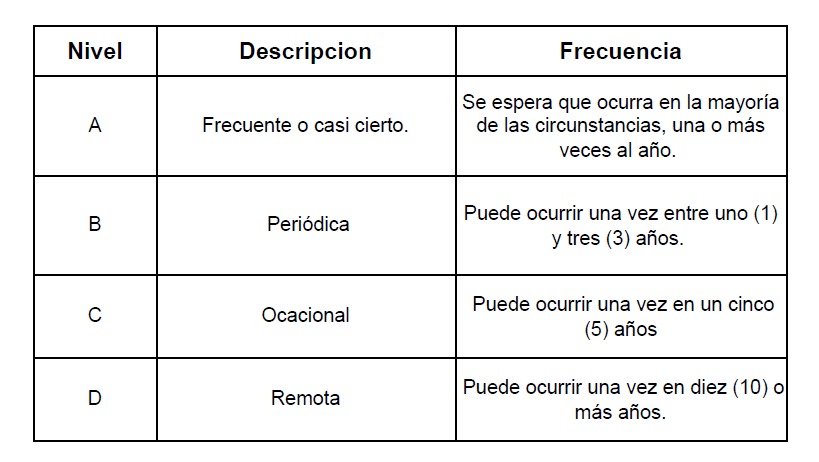 Nivel
Descripcion
Frecuencia
A
Frecuente o casi cierto.
Se espera que ocurra en la mayoría
de las circunstancias, una o más
veces al año.
B
Periódica
Puede ocurrir una vez entre uno (1)
y tres (3) años.
C
Ocacional
Puede ocurrir una vez en un cinco
(5) años
D
Remota
Puede ocurrir una vez en diez (10) o
más años.